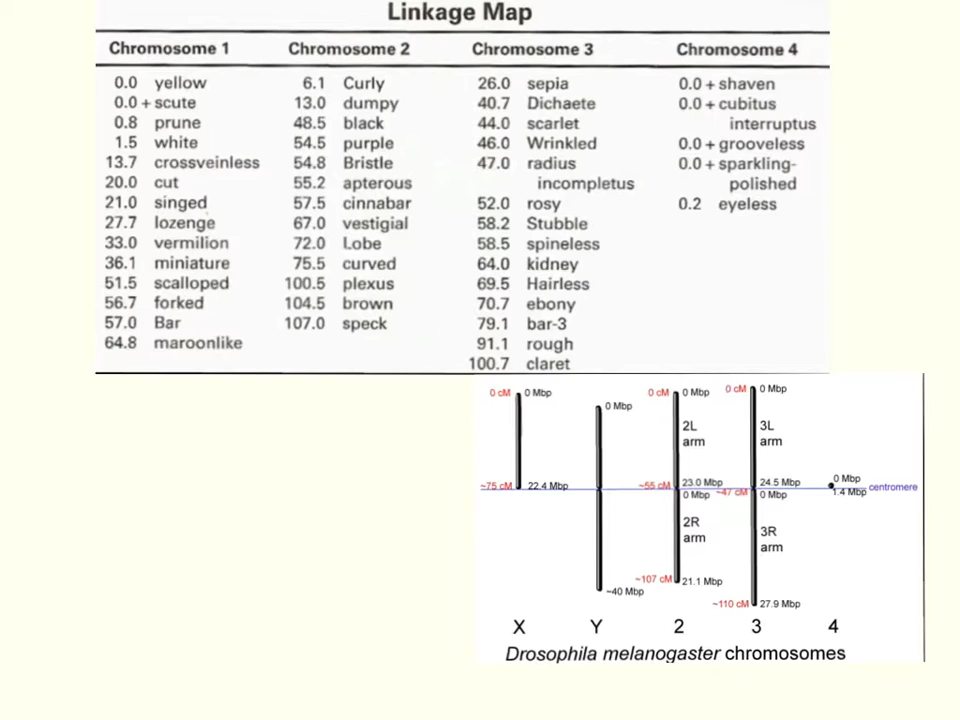 Linkage Map
Chromosome 1 Chromosome 2 Chromosome 3 Chromosome 4
0.0 yellow 6.1 Curly 26.0 sepia 0.0 + shaven
0.0 + scute 13.0 dumpy 40.7 Dichaete 0.0 + cubitus
0.8 prune 48.5 black 44.0 scarlet interruptus
1.5 white 54.5 purple 46.0 Wrinkled 0.0 + grooveless
13.7 crossveinless 54.8 Bristle 47.0 radius 0.0 + sparkling-
20.0 cut 55.2 apterous incompletus polished
21.0 singed 57.5 cinnabar 52.0 rosy 0.2 eyeless
27.7 lozenge 67.0 vestigial 58.2 Stubble
33.0 vermilion 72.0 Lobe 58.5 spineless
36.1 miniature 75.5 curved 64.0 kidney
51.5 scalloped 100.5 plexus 69.5 Hairless
56.7 forked 104.5 brown 70.7 ebony
57.0 Bar 107.0 speck 79.1 bar-3
64.8 maroonlike 91.1 rough
100.7 claret
0 cM 0 Mbp 0 cM 0 Mbp 0 cM 0 Mbp
0 Mbp
2L 3L
arm arm
0 Mbp
~75 cM 22.4 Mbp ~55 cM 23.0 Mbp 24.5 Mbp centromere
0 Mbp ~47 cM 0 Mbp 1.4 Mbp
2R 3R
arm arm
~107 cM 21.1 Mbp
~40 Mbp
~110 cM 27.9 Mbp
X Y 2 3 4
Drosophila melanogaster chromosomes